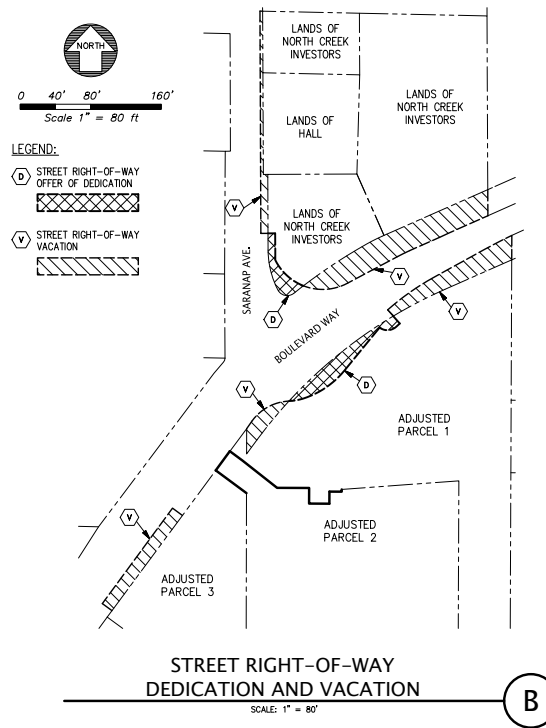 NORTH
0 40' 80' 160'
Scale 1" = 80 ft
LEGEND:
D STREET RIGHT-OF-WAY
OFFER OF DEDICATION
V STREET RIGHT-OF-WAY
VACATION
LANDS OF
NORTH CREEK
INVESTORS
LANDS OF
HALL
LANDS OF
NORTH CREEK
INVESTORS
LANDS OF
NORTH CREEK
INVESTORS
V
SARANAP AVE.
D
V
BOULEVARD WAY
V
V
D
ADJUSTED
PARCEL 1
V
ADJUSTED
PARCEL 2
ADJUSTED
PARCEL 3
STREET RIGHT-OF-WAY
DEDICATION AND VACATION
SCALE: 1" = 80'
B